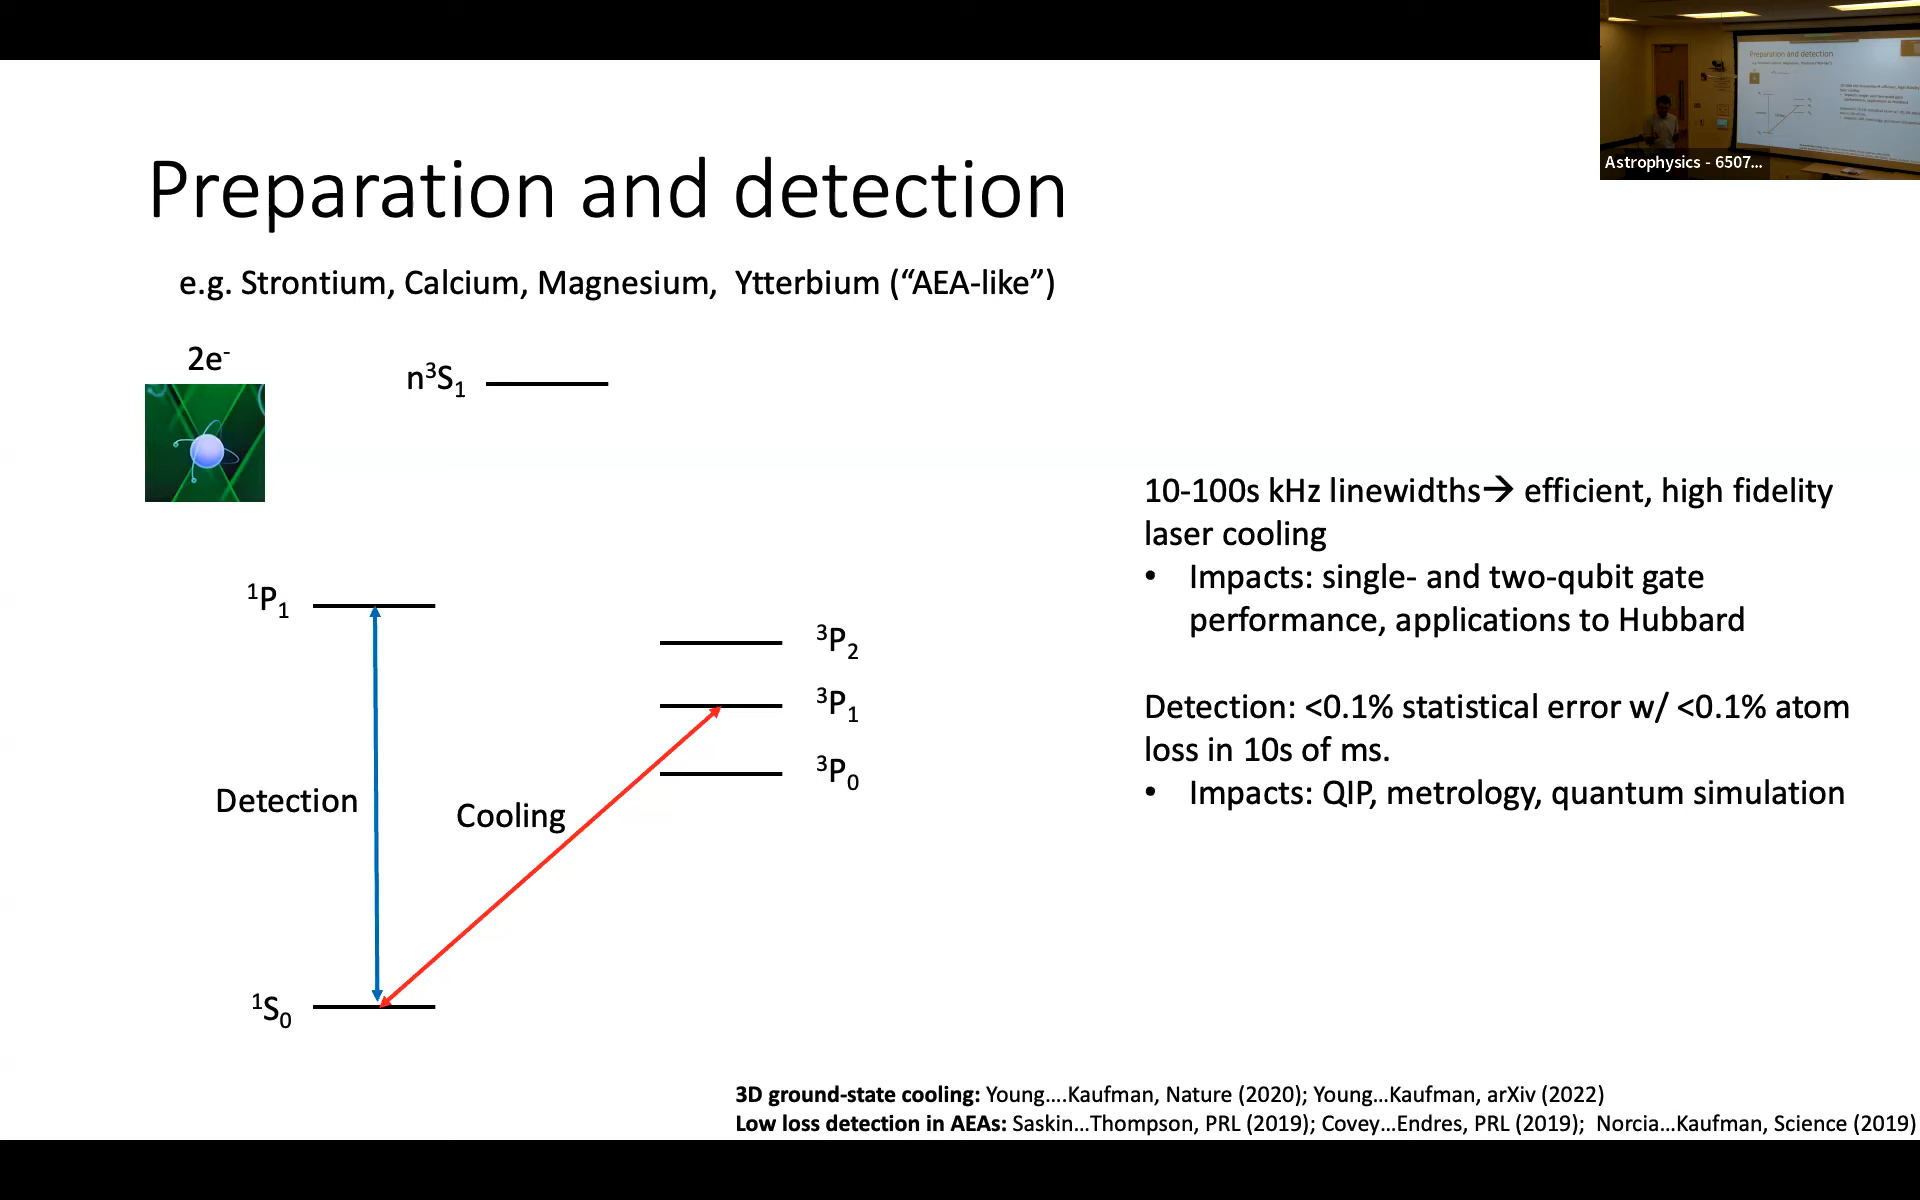 Preparation and detection
e.g. Strontium, Calcium, Magnesium,  Ytterbium (“AEA-like”)
2e⁻
n³S₁
¹P₁
³P₂
³P₁
³P₀
Detection
Cooling
¹S₀
10-100s kHz linewidths→ efficient, high fidelity
laser cooling
• Impacts: single- and two-qubit gate
performance, applications to Hubbard
Detection: <0.1% statistical error w/ <0.1% atom
loss in 10s of ms.
• Impacts: QIP, metrology, quantum simulation
3D ground-state cooling: Young....Kaufman, Nature (2020); Young...Kaufman, arXiv (2022)
Low loss detection in AEAs: Saskin...Thompson, PRL (2019); Covey...Endres, PRL (2019);  Norcia...Kaufman, Science (2019)
Astrophysics - 6507...
Preparation and detection